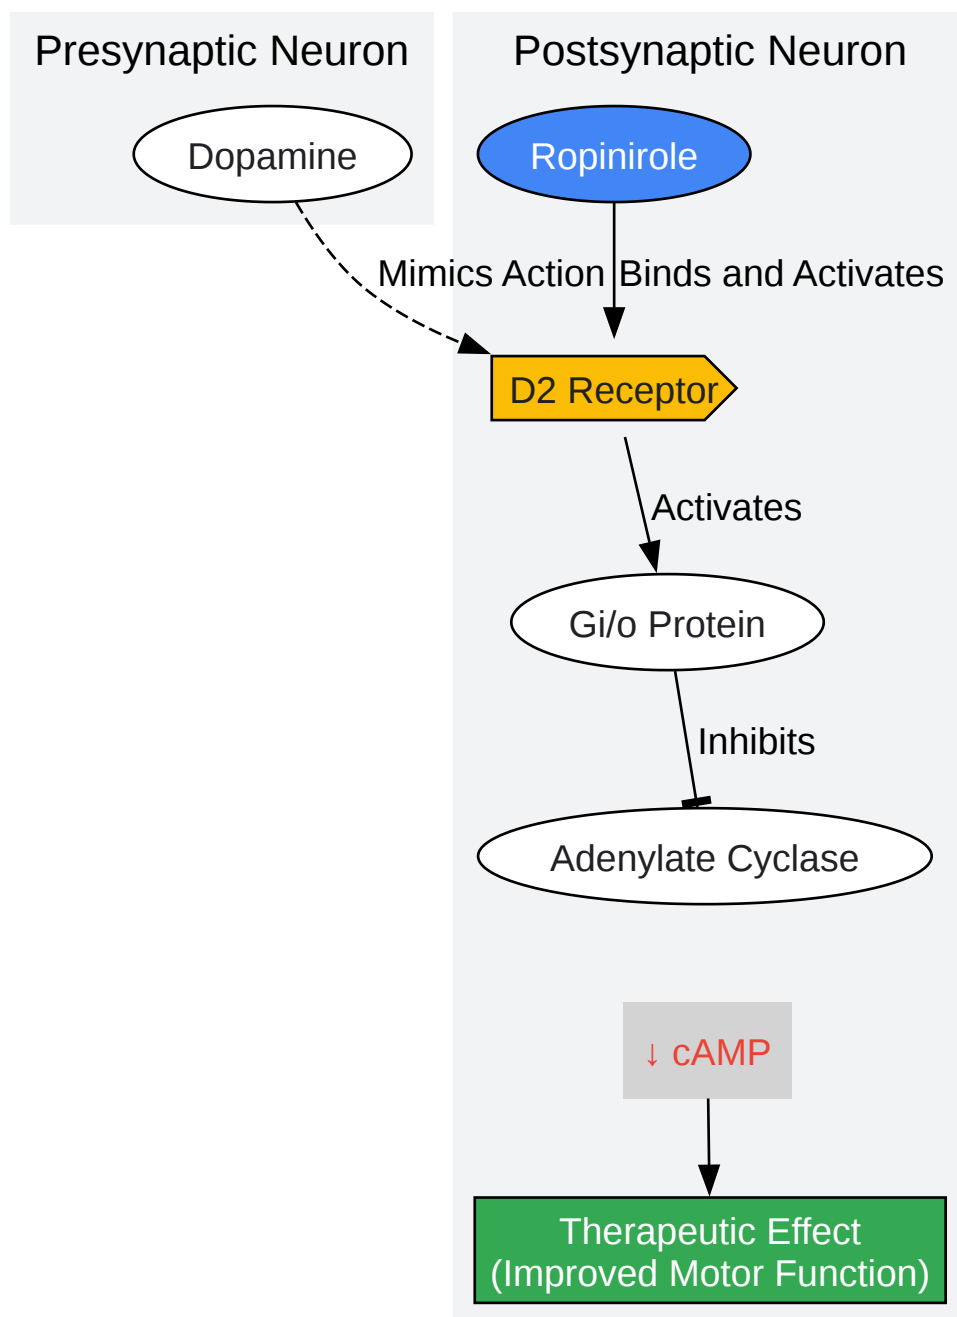 Presynaptic Neuron
Postsynaptic Neuron
Dopamine
Ropinirole
Mimics Action
Binds and Activates
D2 Receptor
Activates
Gi/o Protein
Inhibits
Adenylate Cyclase
↓ cAMP
Therapeutic Effect
(Improved Motor Function)